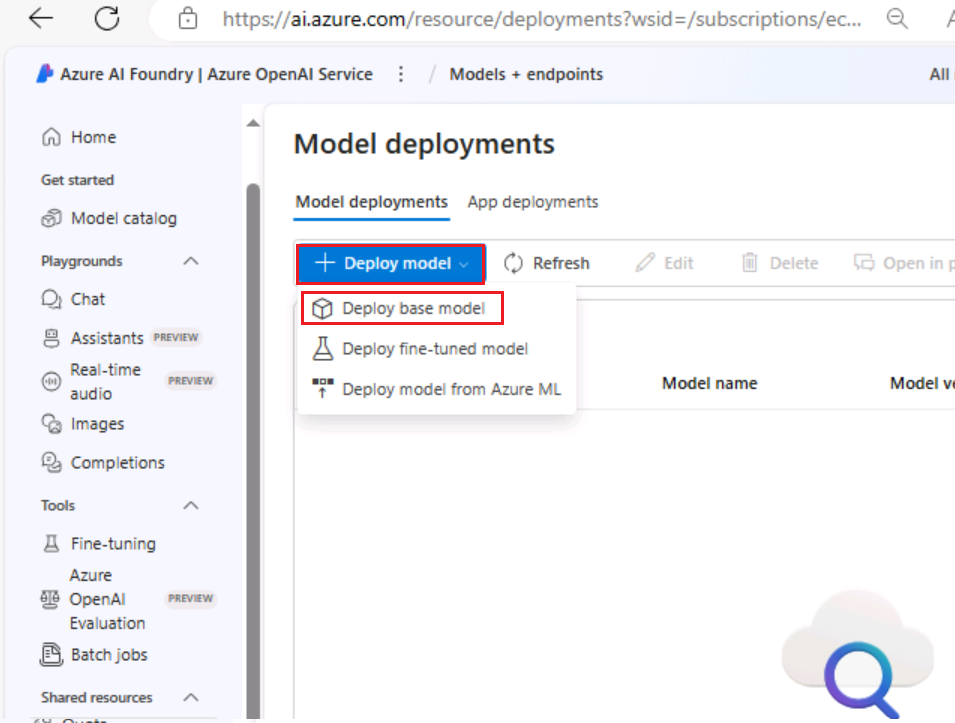 https://ai.azure.com/resource/deployments?wsid=/subscriptions/ec...
Azure AI Foundry | Azure OpenAI Service / Models + endpoints
All
Home
Get started
Model catalog
Playgrounds
Chat
Assistants PREVIEW
Real-time
audio
PREVIEW
Images
Completions
Tools
Fine-tuning
Azure
OpenAI
Evaluation
PREVIEW
Batch jobs
Shared resources
Quota
Model deployments
Model deployments App deployments
Deploy model Refresh Edit Delete Open in p
Deploy base model
Deploy fine-tuned model
Deploy model from Azure ML
Model name Model ve